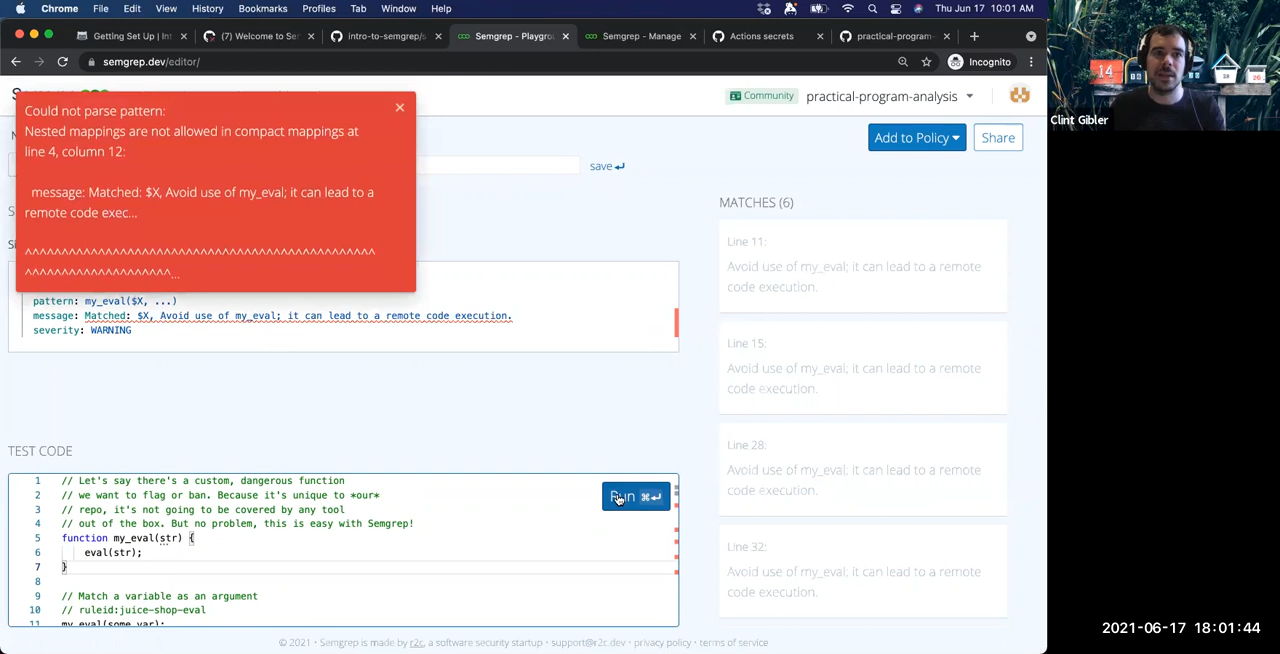 Chrome File Edit View History Bookmarks Profiles Tab Window Help Thu Jun 17 10:01 AM
Getting Set Up | Int (7) Welcome to Ser intro-to-semgrep/s Semgrep - Playgrou Semgrep - Manage Actions secrets practical-program-
semgrep.dev/editor/ Incognito
Community practical-program-analysis
Add to Policy Share
Could not parse pattern:
Nested mappings are not allowed in compact mappings at
line 4, column 12:
message: Matched: $X, Avoid use of my_eval; it can lead to a
remote code exec...
^^^^^^^^^^^^^^^^^^^^^^^^^^^^^^^^^^^^^^^^^^^^^^^^
^^^^^^^^^^^^^^^^^^^^...
save
pattern: my_eval($X, ...)
message: Matched: $X, Avoid use of my_eval; it can lead to a remote code execution.
severity: WARNING
TEST CODE
1 // Let's say there's a custom, dangerous function
2 // we want to flag or ban. Because it's unique to *our*
3 // repo, it's not going to be covered by any tool
4 // out of the box. But no problem, this is easy with Semgrep!
5 function my_eval(str) {
6 eval(str);
7 }
8
9 // Match a variable as an argument
10 // ruleid:juice-shop-eval
11 my_eval(some_var);
Run
MATCHES (6)
Line 11:
Avoid use of my_eval; it can lead to a remote
code execution.
Line 15:
Avoid use of my_eval; it can lead to a remote
code execution.
Line 28:
Avoid use of my_eval; it can lead to a remote
code execution.
Line 32:
Avoid use of my_eval; it can lead to a remote
code execution.
© 2021 • Semgrep is made by r2c, a software security startup • support@r2c.dev • privacy policy • terms of service
14
Clint Gibler
2021-06-17 18:01:44